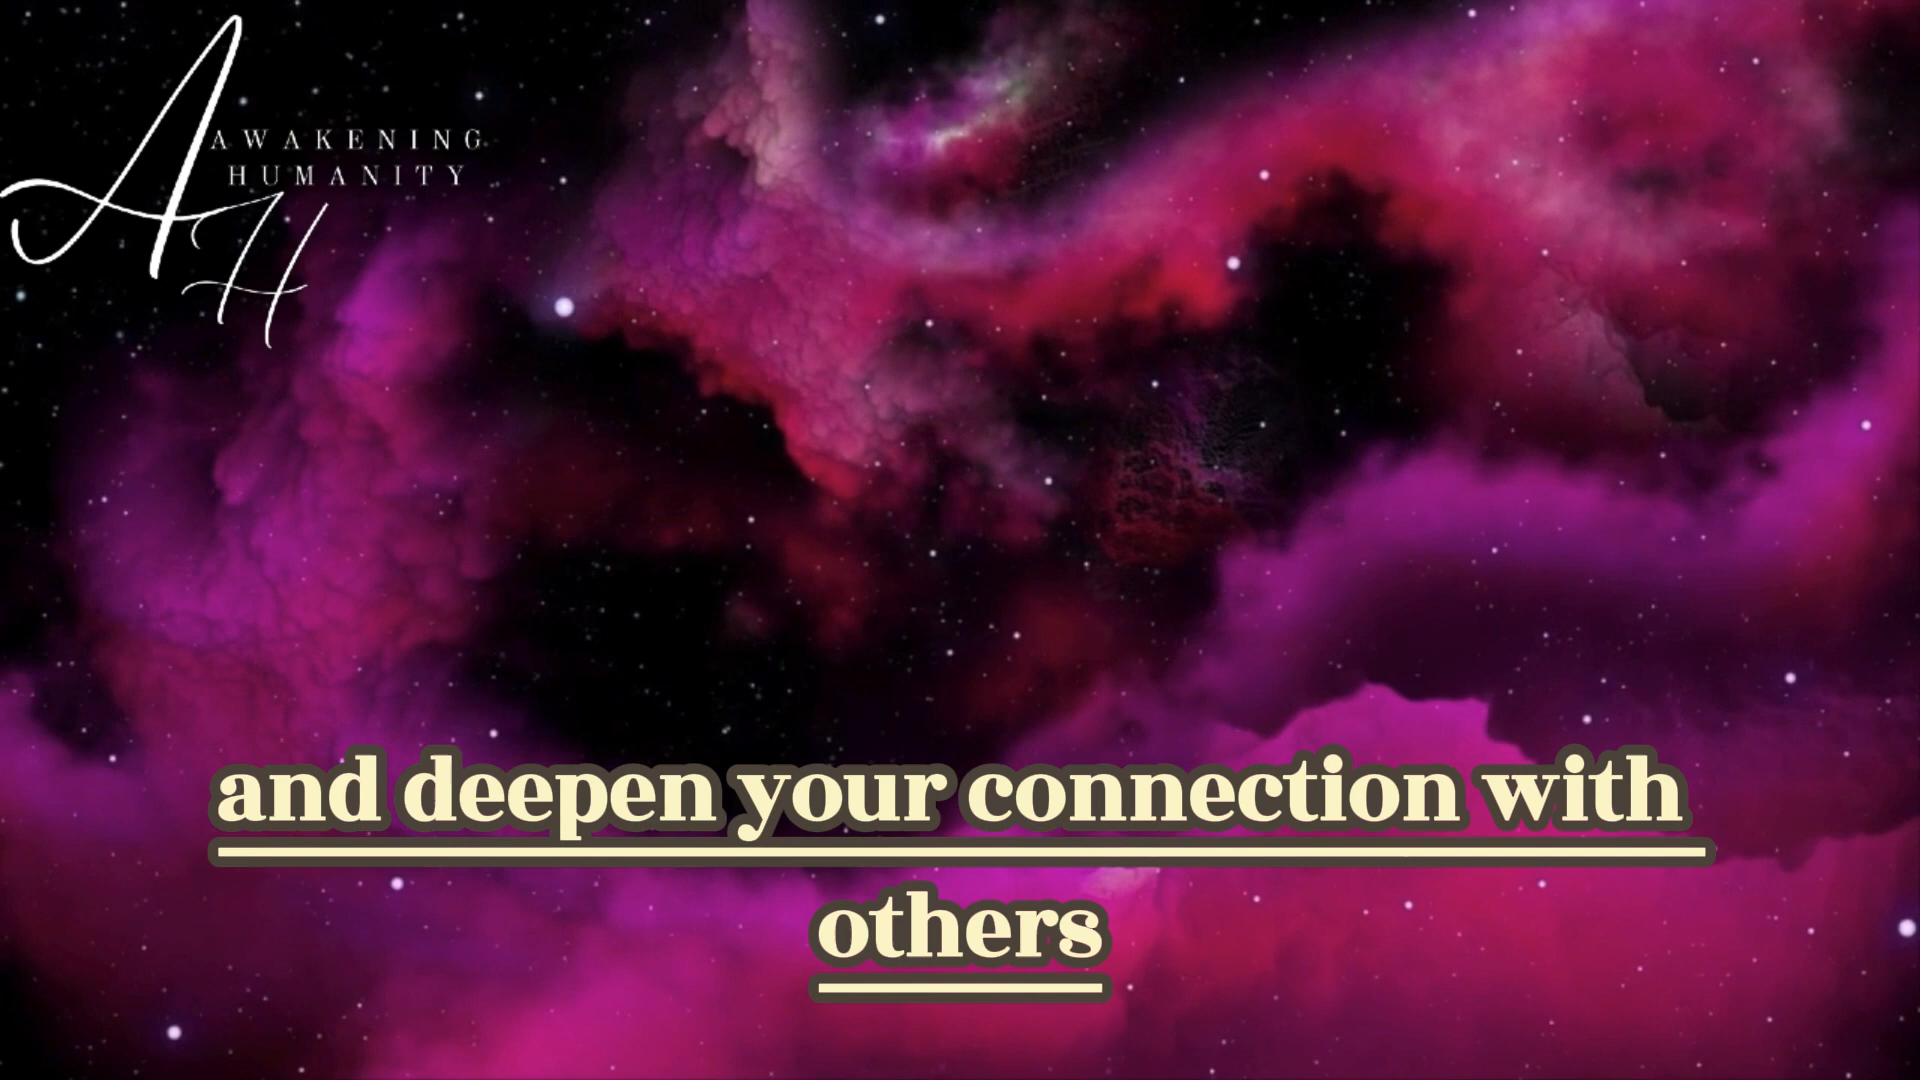 AWAKENING
HUMANITY
AH
and deepen your connection with
others